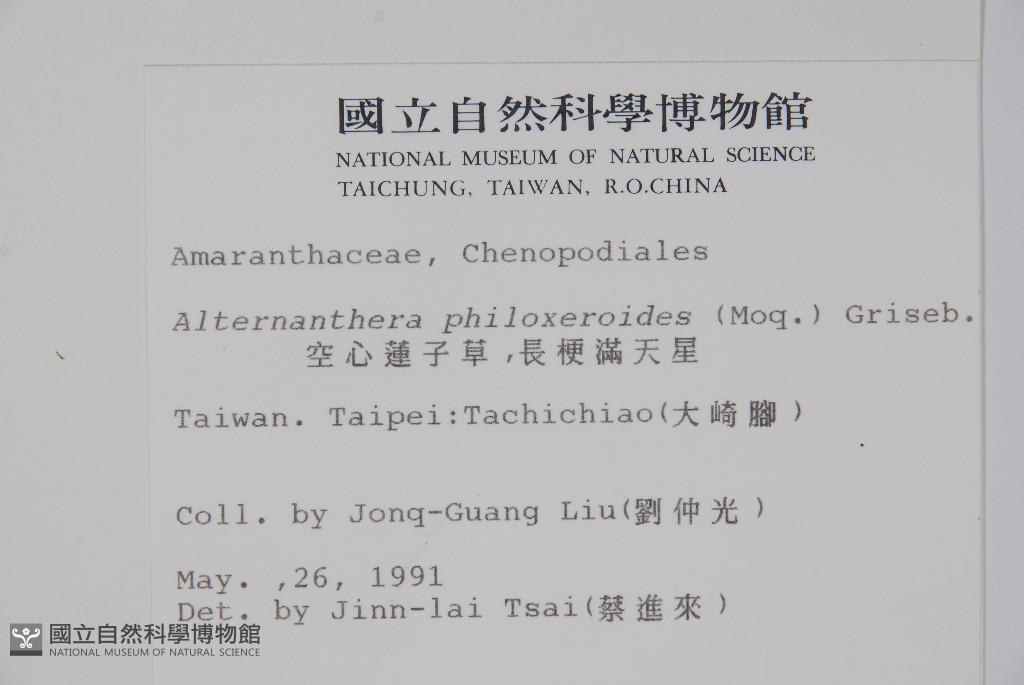 國立自然科學博物館
NATIONAL MUSEUM OF NATURAL SCIENCE
TAICHUNG, TAIWAN, R.O.CHINA
Amaranthaceae, Chenopodiales
Alternanthera philoxeroides (Moq.) Griseb.
空心蓮子草,長梗滿天星
Taiwan. Taipei:Tachichiao(大崎腳)
Coll. by Jonq-Guang Liu(劉仲光)
May. ,26, 1991
Det. by Jinn-lai Tsai(蔡進來)
國立自然科學博物館
NATIONAL MUSEUM OF NATURAL SCIENCE